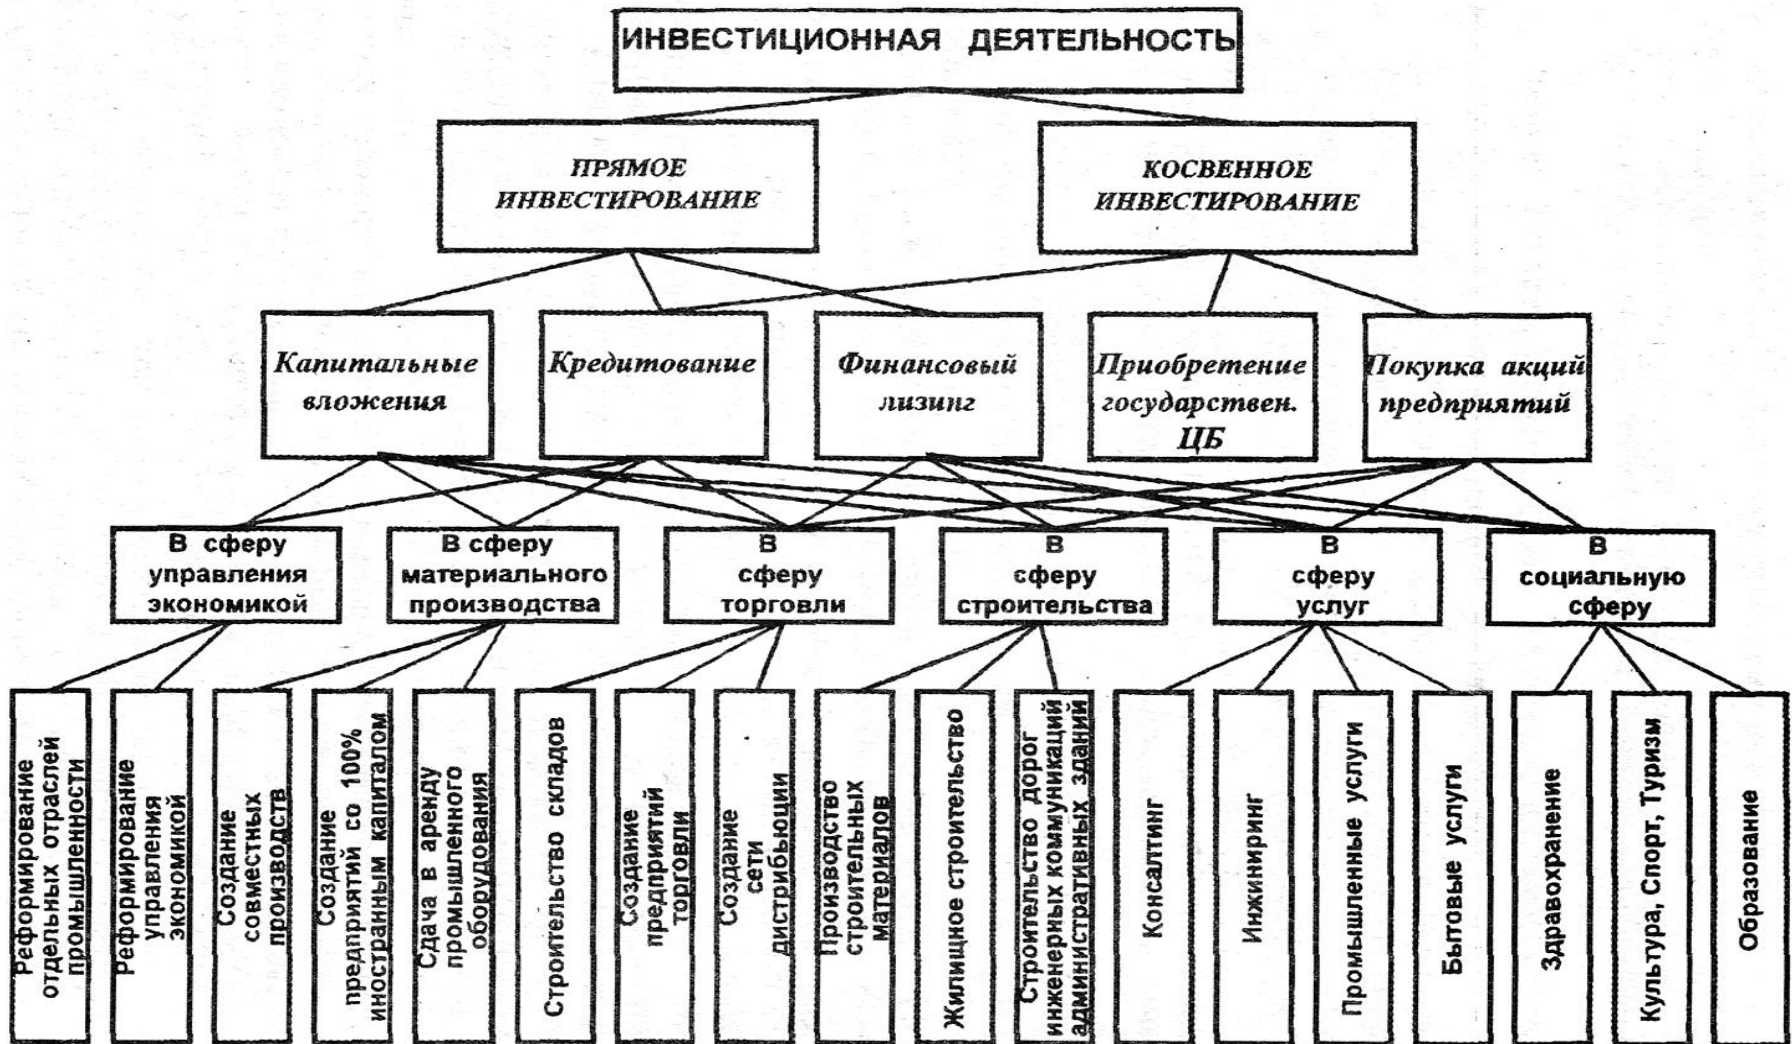 ИНВЕСТИЦИОННАЯ ДЕЯТЕЛЬНОСТЬ
ПРЯМОЕ
ИНВЕСТИРОВАНИЕ
КОСВЕННОЕ
ИНВЕСТИРОВАНИЕ
Капитальные
вложения
Кредитование
Финансовый
лизинг
Приобретение
государствен.
ЦБ
Покупка акций
предприятий
В сферу
управления
экономикой
В сферу
материального
производства
В
сферу
торговли
В
сферу
строительства
В
сферу
услуг
В
социальную
сферу
Реформирование
отдельных отраслей
промышленности
Реформирование
управления
экономикой
Создание
совместных
производств
Создание
предприятий со 100%
иностранным капиталом
Сдача в аренду
промышленного
оборудования
Строительство складов
Создание
предприятий
торговли
Создание
сети
дистрибьюции
Производство
строительных
материалов
Жилищное строительство
Строительство дорог
инженерных коммуникаций
административных зданий
Консалтинг
Инжиниринг
Промышленные услуги
Бытовые услуги
Здравохранение
Культура, Спорт, Туризм
Образование